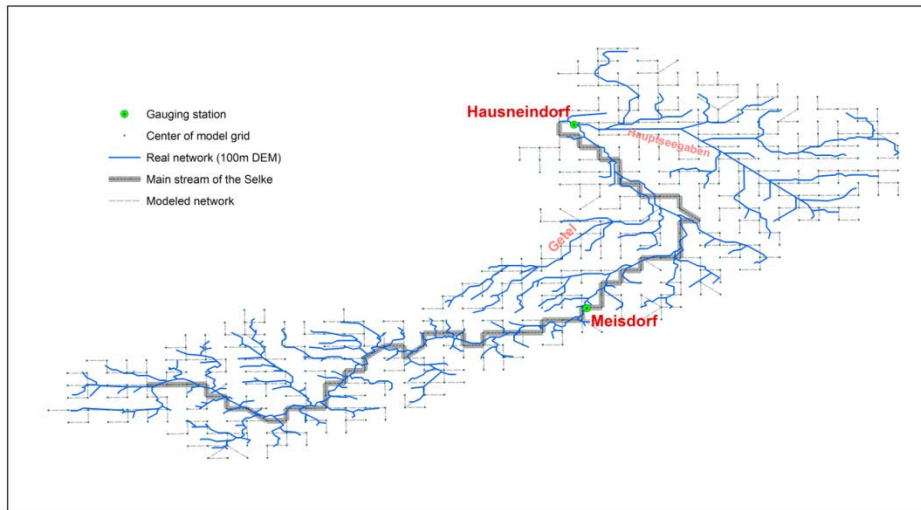 Gauging station
Center of model grid
Real network (100m DEM)
Main stream of the Selke
Modeled network
Hausneindorf
Hauptseegaben
Getel
Meisdorf